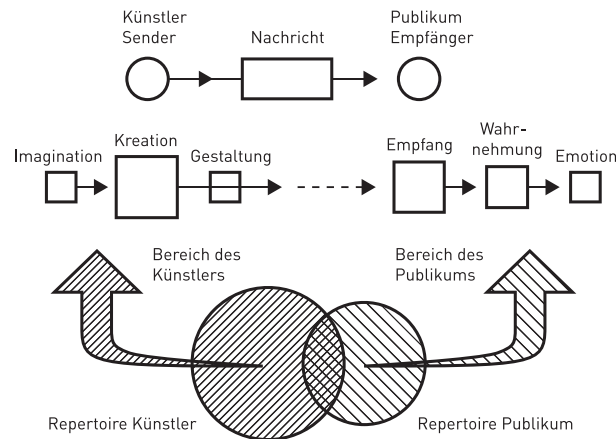 Künstler
Sender
Nachricht
Publikum
Empfänger
Imagination
Kreation
Gestaltung
Empfang
Wahr-
nehmung
Emotion
Bereich des
Künstlers
Bereich des
Publikums
Repertoire Künstler
Repertoire Publikum